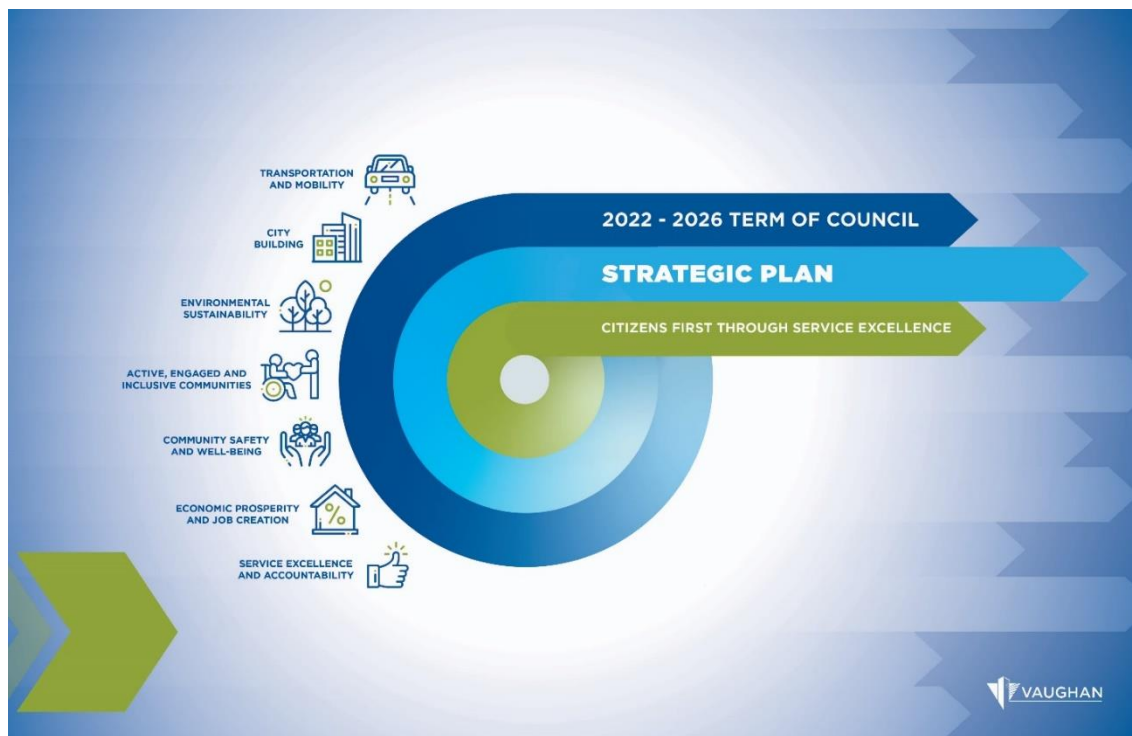 TRANSPORTATION
AND MOBILITY
CITY
BUILDING
ENVIRONMENTAL
SUSTAINABILITY
ACTIVE, ENGAGED AND
INCLUSIVE COMMUNITIES
COMMUNITY SAFETY
AND WELL-BEING
ECONOMIC PROSPERITY
AND JOB CREATION
%
SERVICE EXCELLENCE
AND ACCOUNTABILITY
2022 - 2026 TERM OF COUNCIL
STRATEGIC PLAN
CITIZENS FIRST THROUGH SERVICE EXCELLENCE
VAUGHAN